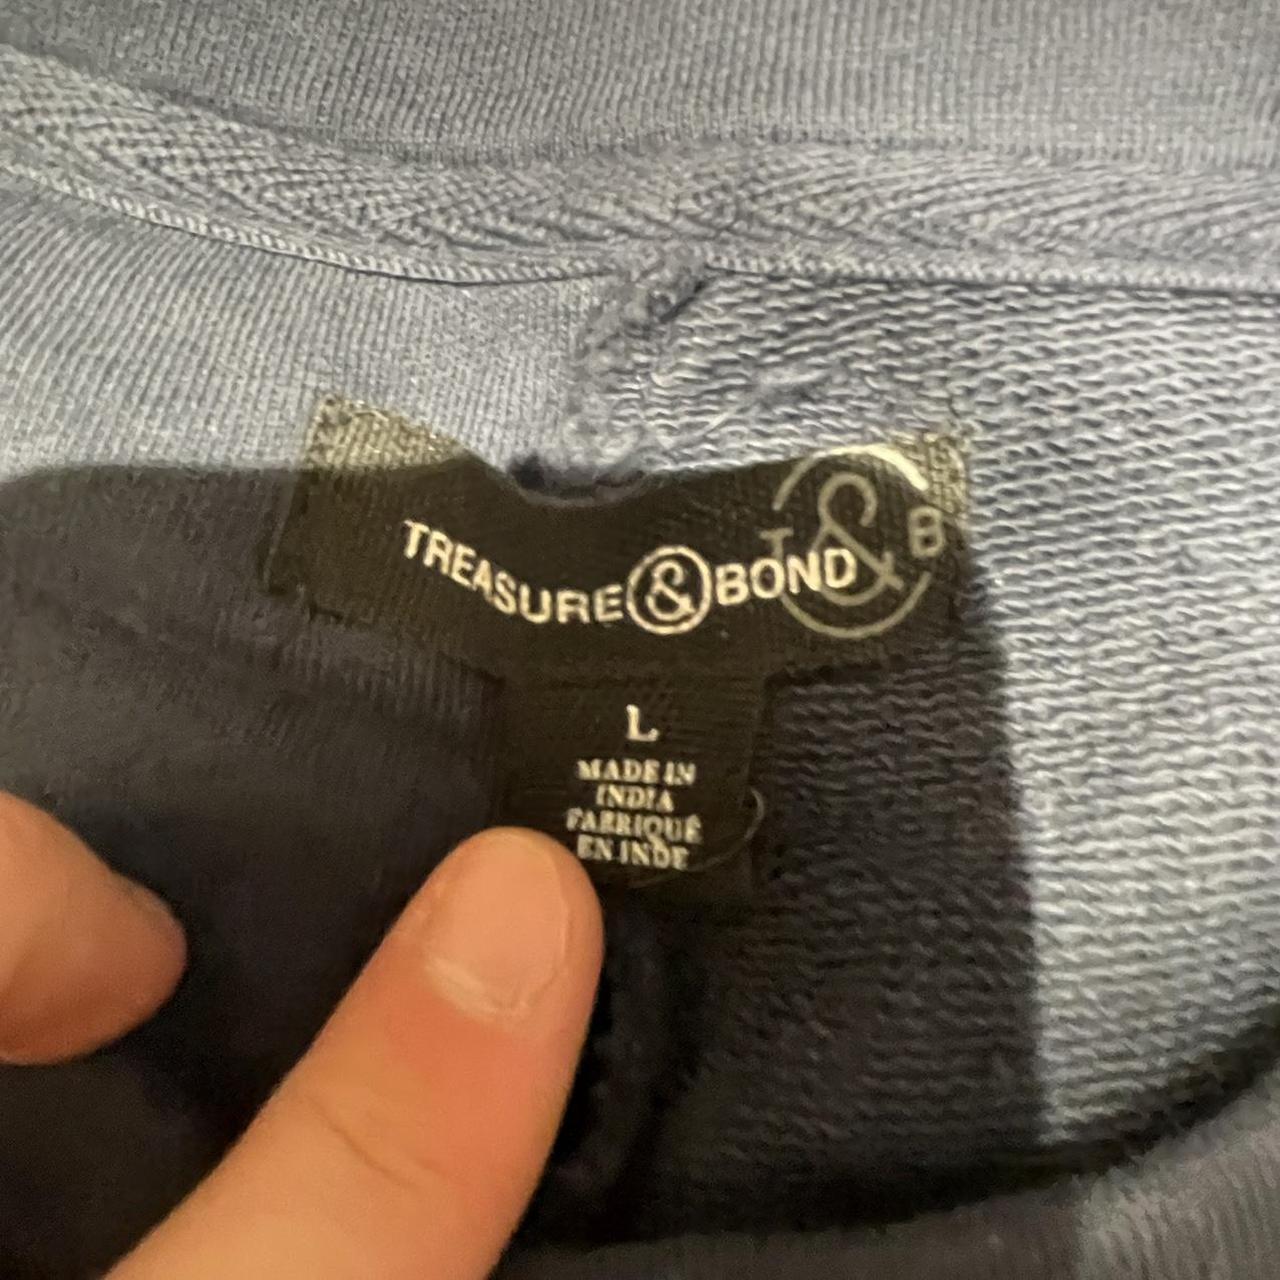 TREASURE & BOND
T & B
L
MADE IN
INDIA
FABRIQUÉ
EN INDE